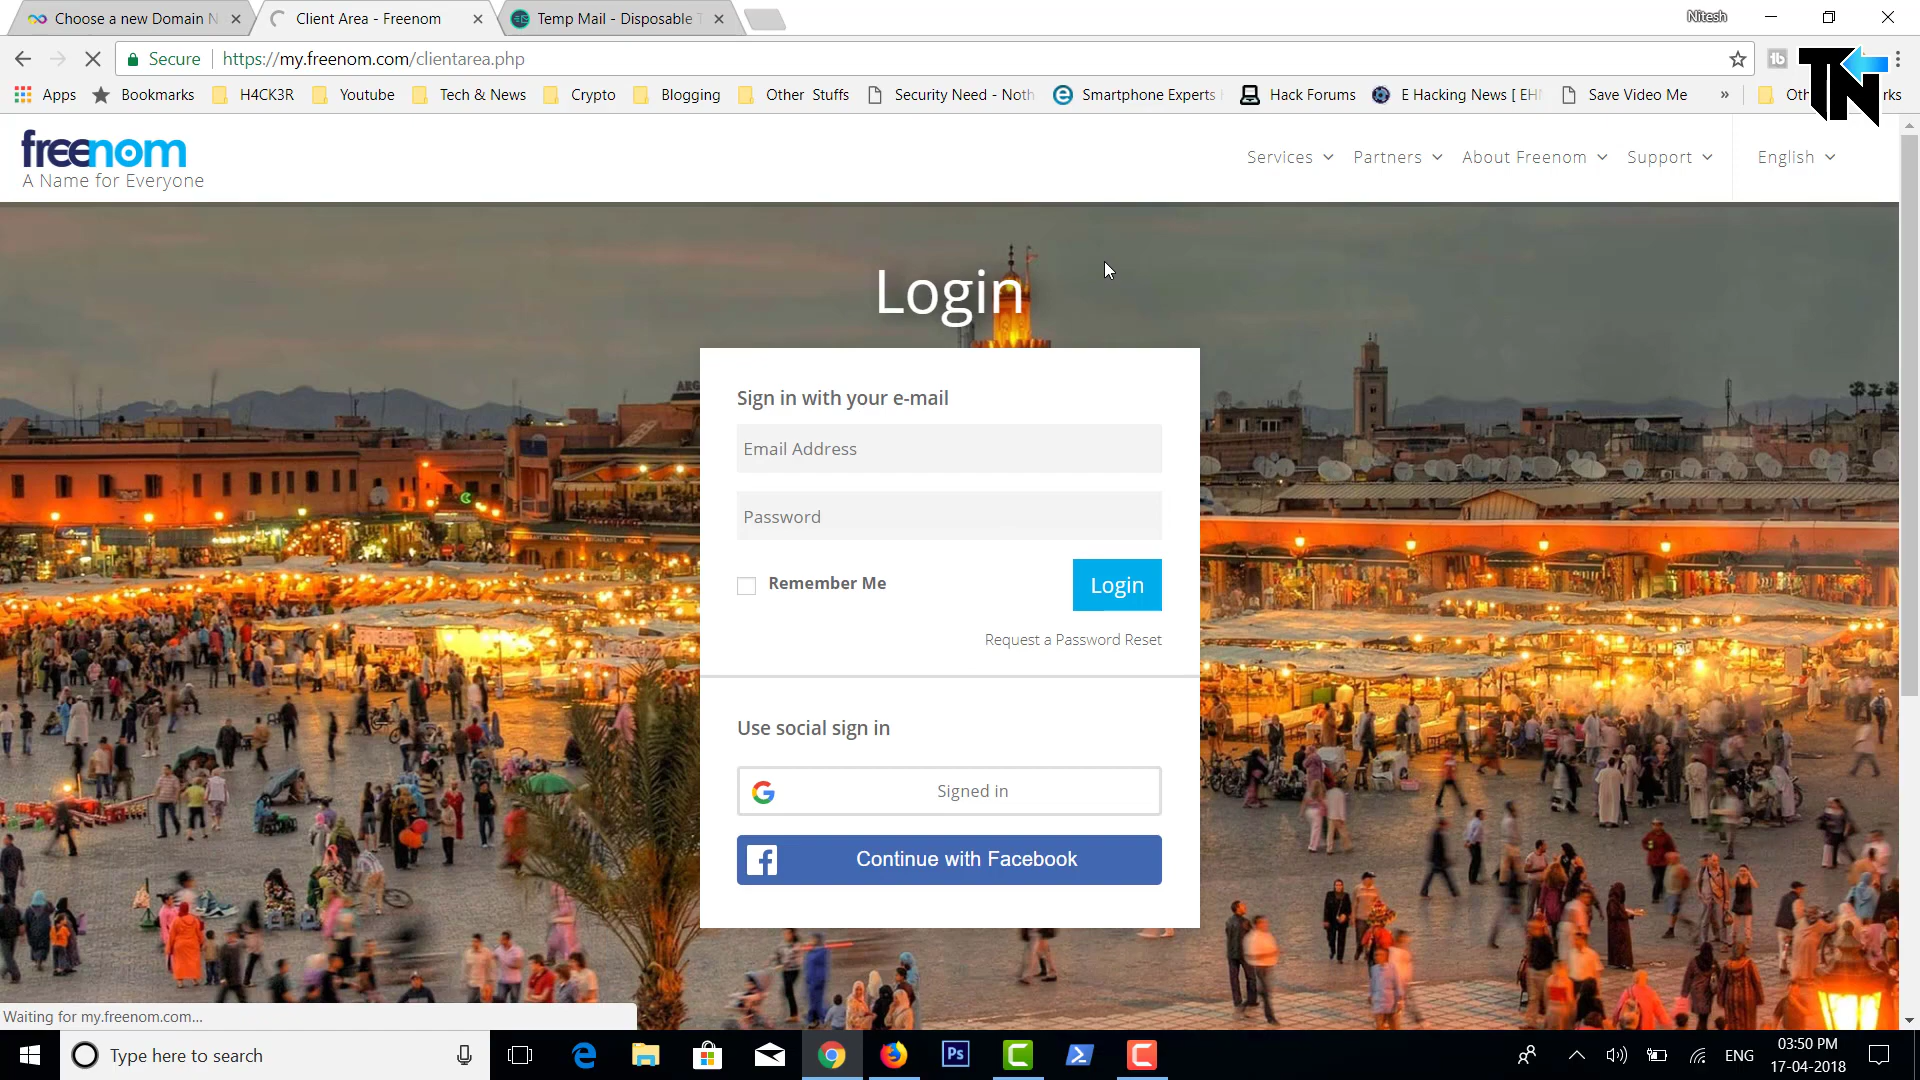 Choose a new Domain N
Client Area - Freenom
Temp Mail - Disposable T
Nitesh
Secure
https://my.freenom.com/clientarea.php
Apps
Bookmarks
H4CK3R
Youtube
Tech & News
Crypto
Blogging
Other Stuffs
Security Need - Noth
Smartphone Experts
Hack Forums
E Hacking News [ EH
Save Video Me
»
TN
freenom
A Name for Everyone
Services
Partners
About Freenom
Support
English
Login
Sign in with your e-mail
Email Address
Password
Remember Me
Login
Request a Password Reset
Use social sign in
Signed in
Continue with Facebook
Waiting for my.freenom.com...
Type here to search
Ps
ENG
03:50 PM
17-04-2018